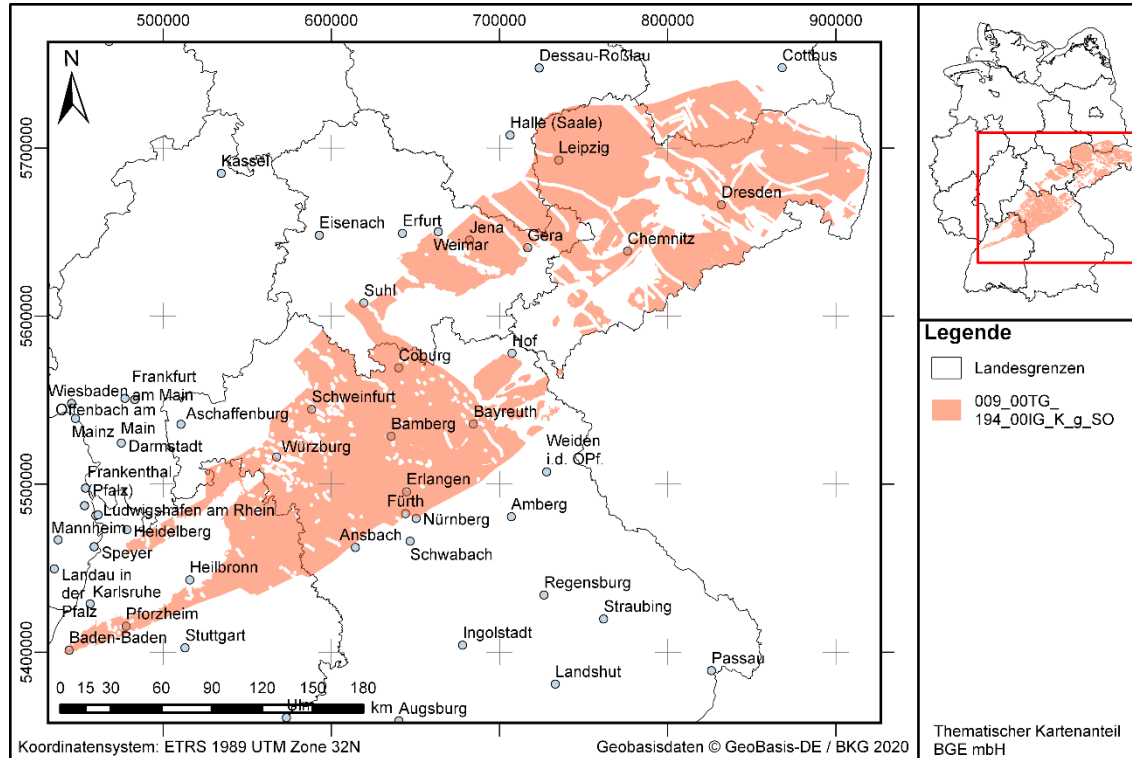 500000
600000
700000
800000
900000
N
Dessau-Roßlau
Cottbus
5700000
Halle (Saale)
Leipzig
Kassel
Dresden
Eisenach
Erfurt
Jena
Weimar
Gera
Chemnitz
5600000
Suhl
Hof
Coburg
Wiesbaden
Frankfurt
am Main
Offenbach am
Main
Mainz
Aschaffenburg
Schweinfurt
Bayreuth
Bamberg
Darmstadt
Würzburg
Weiden
i.d. OPf.
Frankenthal
(Pfalz)
5500000
Erlangen
Ludwigshafen am Rhein
Fürth
Amberg
Nürnberg
Mannheim
Heidelberg
Ansbach
Schwabach
Speyer
Heilbronn
Landau in
der
Pfalz
Karlsruhe
Regensburg
Pforzheim
Straubing
Baden-Baden
Stuttgart
Ingolstadt
5400000
Passau
Landshut
0 15 30 60 90 120 150 180
km
Ulm
Augsburg
Koordinatensystem: ETRS 1989 UTM Zone 32N
Geobasisdaten © GeoBasis-DE / BKG 2020
Legende
Landesgrenzen
009_00TG_
194_00IG_K_g_SO
Thematischer Kartenanteil
BGE mbH